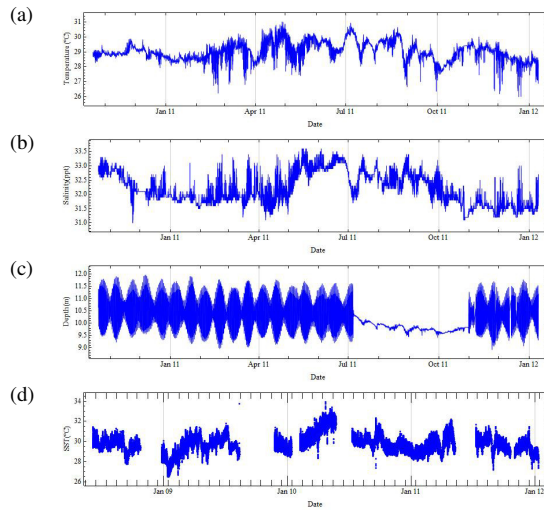 (a)
31
30
29
28
27
26
Temperature (°C)
Jan 11
Apr 11
Jul 11
Oct 11
Jan 12
Date
(b)
33.5
33.0
32.5
32.0
31.5
31.0
Salinity(ppt)
Jan 11
Apr 11
Jul 11
Oct 11
Jan 12
Date
(c)
12.0
11.5
11.0
10.5
10.0
9.5
9.0
Depth(m)
Jan 11
Apr 11
Jul 11
Oct 11
Jan 12
Date
(d)
34
32
30
28
26
SST(°C)
Jan 09
Jan 10
Jan 11
Jan 12
Date